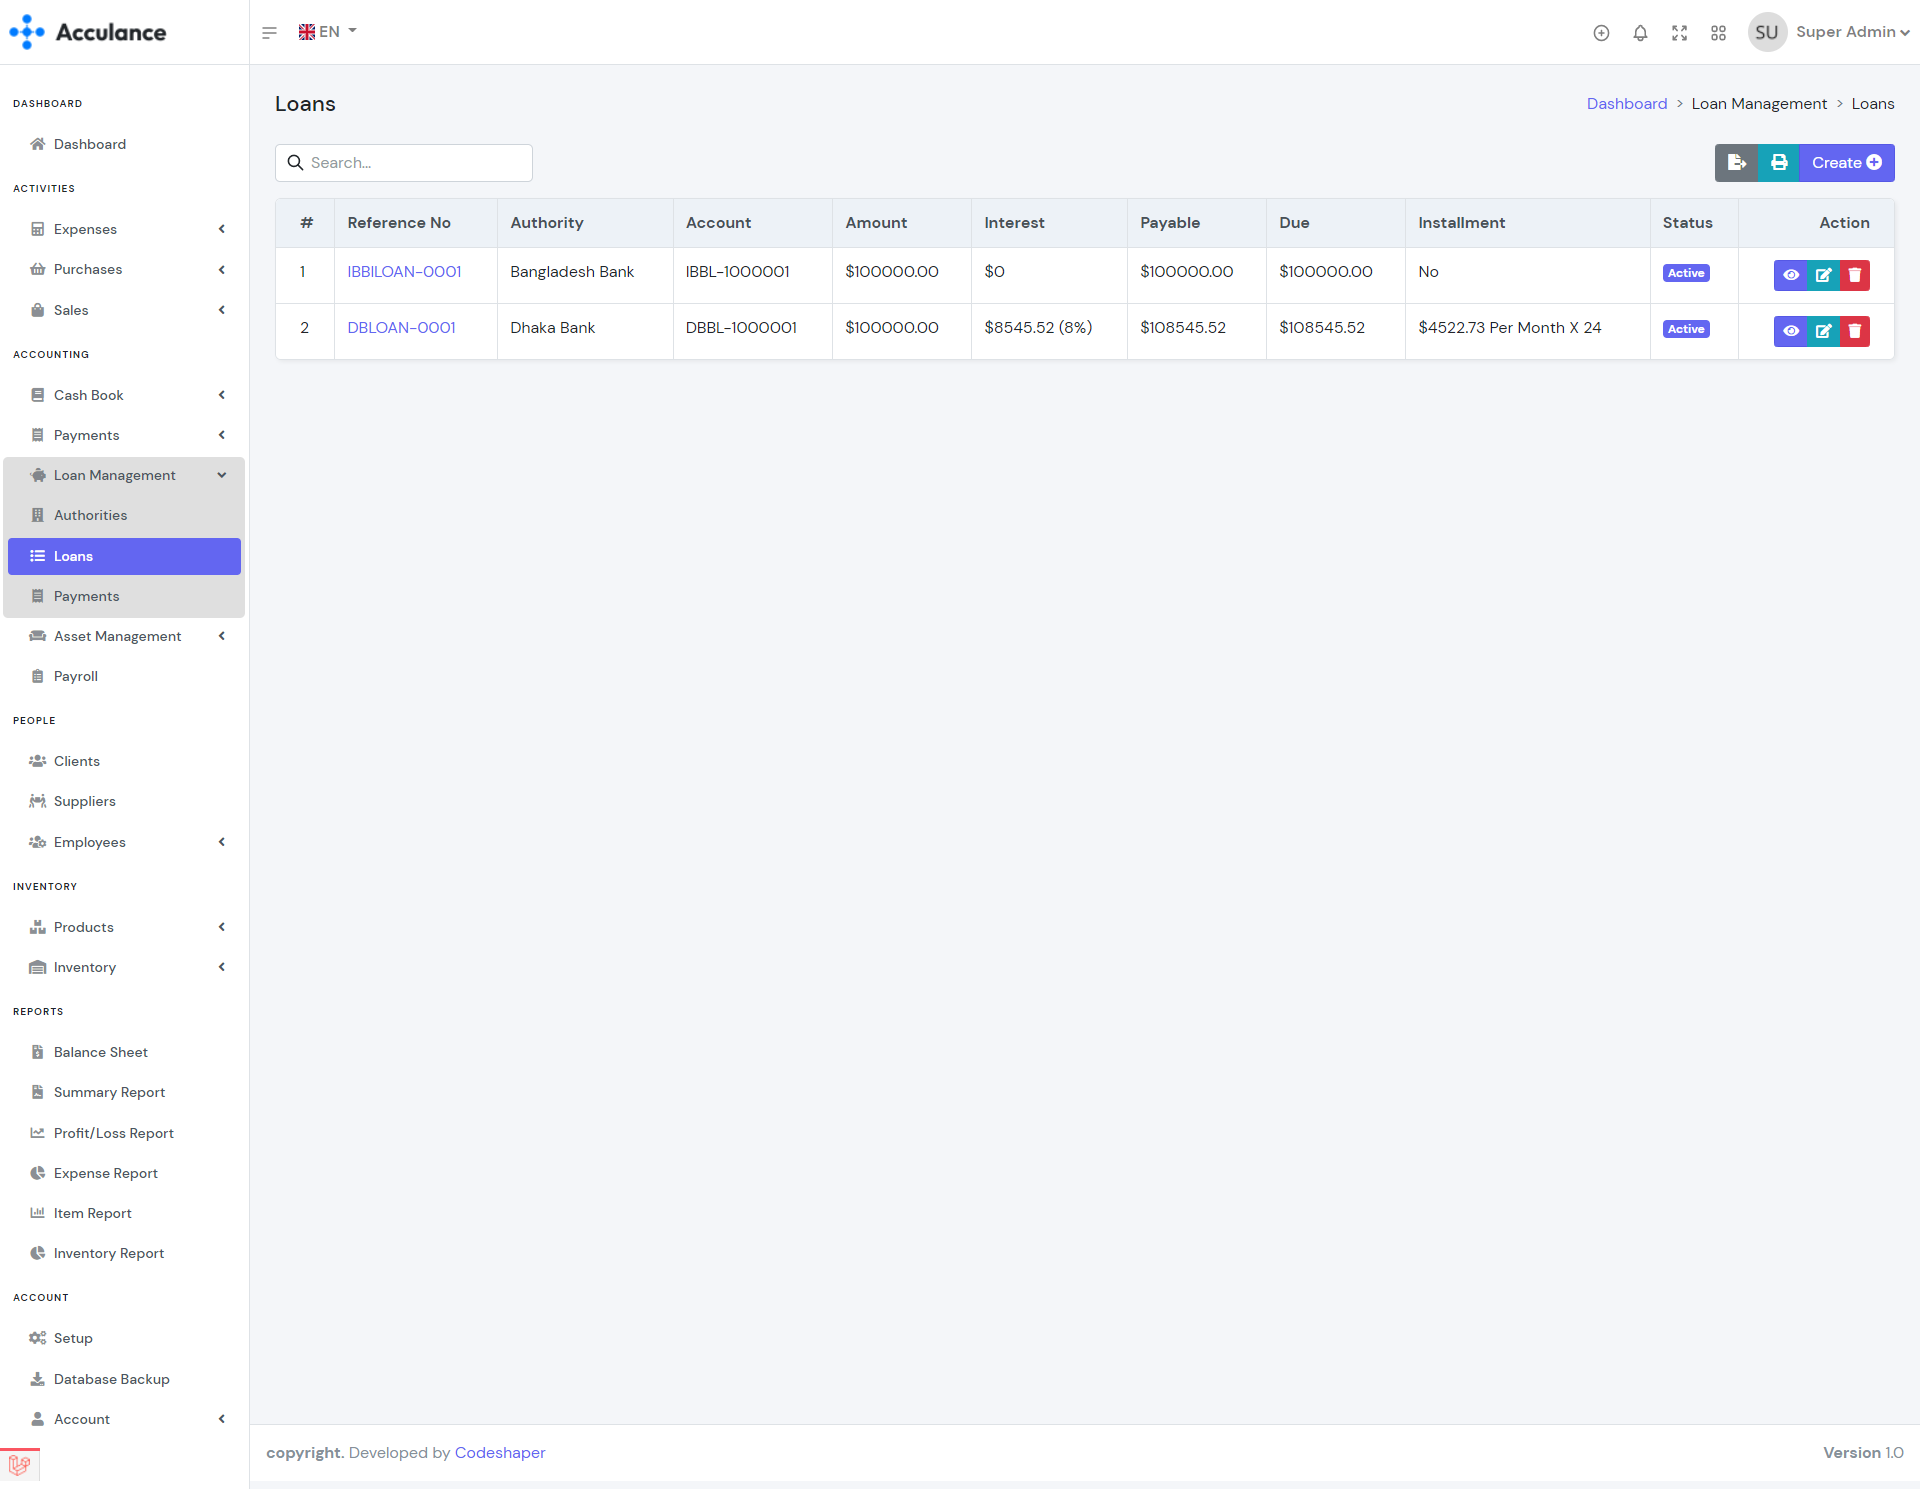 Acculance
EN
SU Super Admin
DASHBOARD
Dashboard
ACTIVITIES
Expenses
Purchases
Sales
ACCOUNTING
Cash Book
Payments
Loan Management
Authorities
Loans
Payments
Asset Management
Payroll
PEOPLE
Clients
Suppliers
Employees
INVENTORY
Products
Inventory
REPORTS
Balance Sheet
Summary Report
Profit/Loss Report
Expense Report
Item Report
Inventory Report
ACCOUNT
Setup
Database Backup
Account
Loans
Dashboard > Loan Management > Loans
Search...
Create
# Reference No Authority Account Amount Interest Payable Due Installment Status Action
1 IBBILOAN-0001 Bangladesh Bank IBBL-1000001 $100000.00 $0 $100000.00 $100000.00 No Active
2 DBLOAN-0001 Dhaka Bank DBBL-1000001 $100000.00 $8545.52 (8%) $108545.52 $108545.52 $4522.73 Per Month X 24 Active
copyright. Developed by Codeshaper
Version 1.0